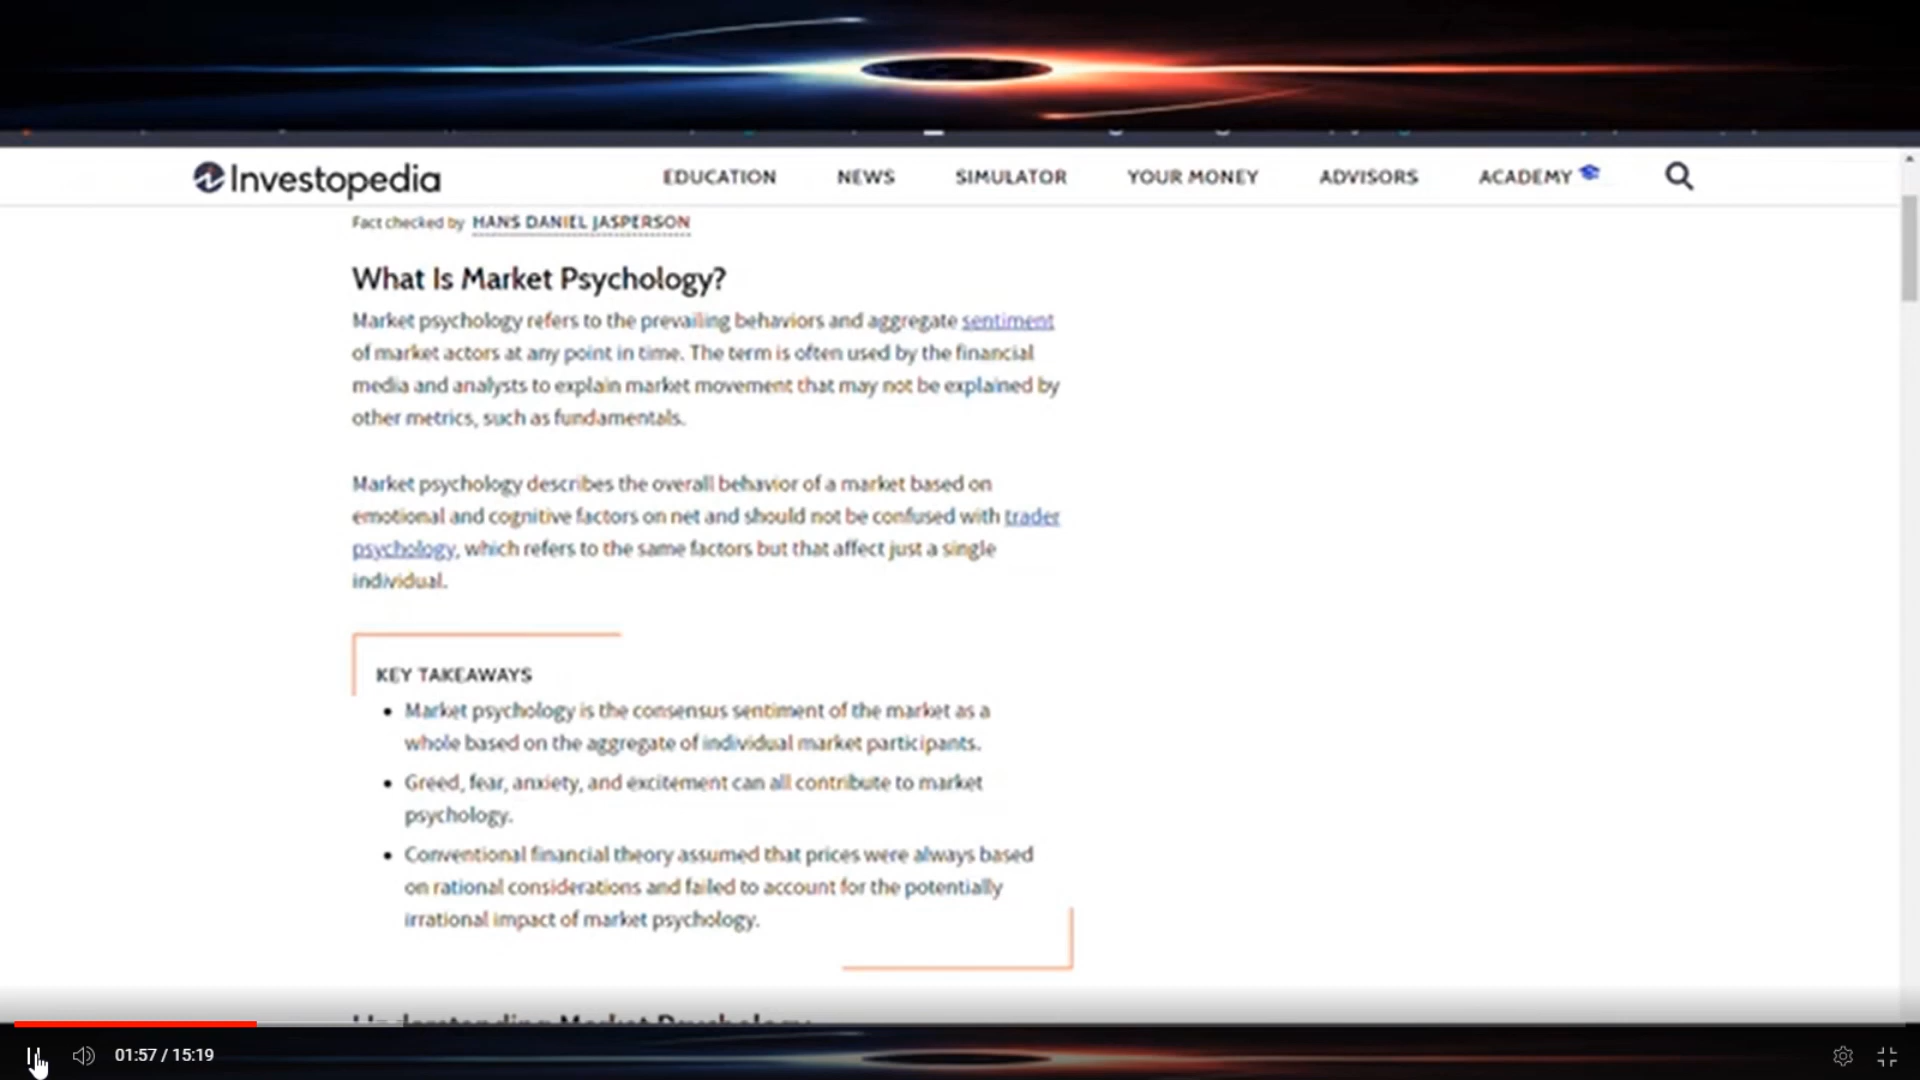 Investopedia
EDUCATION NEWS SIMULATOR YOUR MONEY ADVISORS ACADEMY
Fact checked by HANS DANIEL JASPERSON
What Is Market Psychology?
Market psychology refers to the prevailing behaviors and aggregate sentiment
of market actors at any point in time. The term is often used by the financial
media and analysts to explain market movement that may not be explained by
other metrics, such as fundamentals.
Market psychology describes the overall behavior of a market based on
emotional and cognitive factors on net and should not be confused with trader
psychology, which refers to the same factors but that affect just a single
individual.
KEY TAKEAWAYS
• Market psychology is the consensus sentiment of the market as a
whole based on the aggregate of individual market participants.
• Greed, fear, anxiety, and excitement can all contribute to market
psychology.
• Conventional financial theory assumed that prices were always based
on rational considerations and failed to account for the potentially
irrational impact of market psychology.
Understanding Market Psychology
01:57 / 15:19